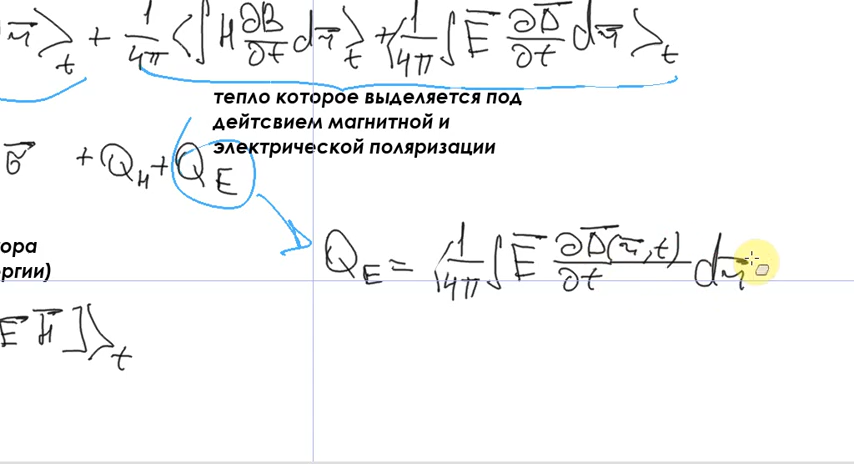 r⃗⟩_t + 1/4π ⟨∫ H ∂B/∂t dr⃗⟩_t + ⟨1/4π ∫ E⃗ ∂D⃗/∂t dr⃗⟩_t
тепло которое выделяется под
дейтсвием магнитной и
электрической поляризации
σ⃗ + Q_H + Q_E
ора
ргии)
Q_E = ⟨1/4π ∫ E⃗ ∂D⃗(r⃗,t)/∂t dr⃗
E⃗ H⃗]⟩_t